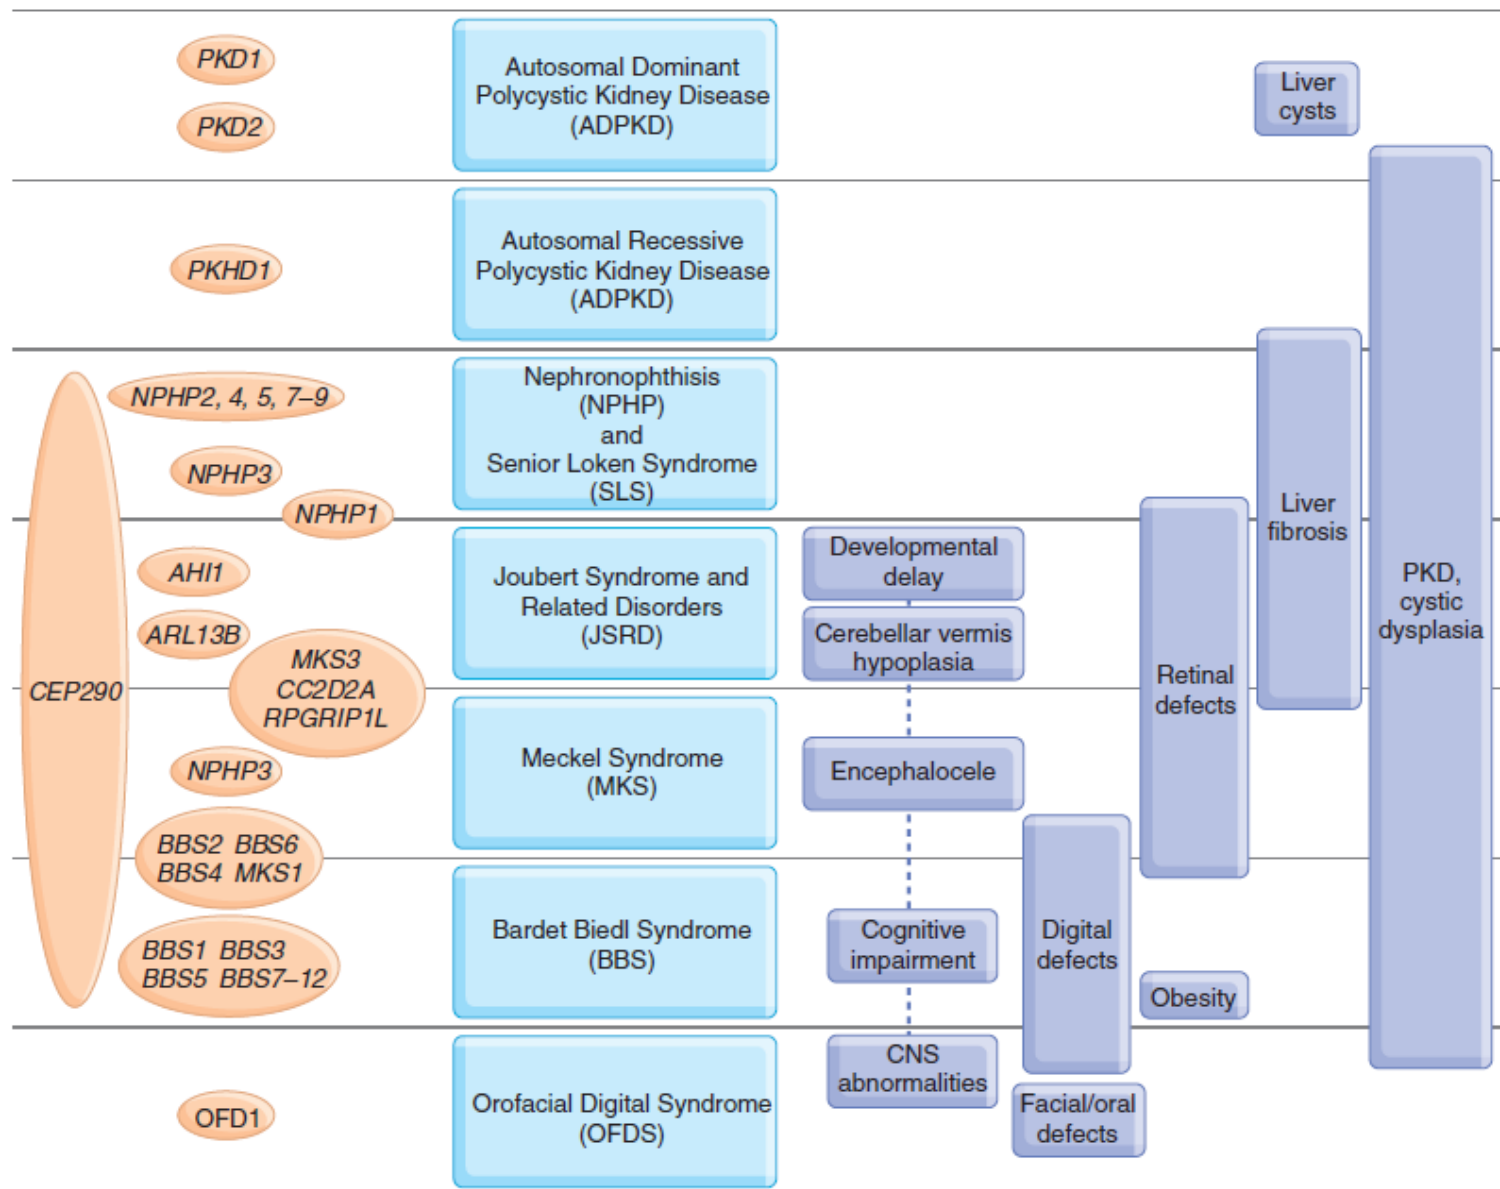 PKD1
PKD2
Autosomal Dominant
Polycystic Kidney Disease
(ADPKD)
Liver
cysts
PKHD1
Autosomal Recessive
Polycystic Kidney Disease
(ADPKD)
NPHP2, 4, 5, 7–9
NPHP3
NPHP1
Nephronophthisis
(NPHP)
and
Senior Loken Syndrome
(SLS)
Liver
fibrosis
PKD,
cystic
dysplasia
CEP290
AHI1
ARL13B
MKS3
CC2D2A
RPGRIP1L
Joubert Syndrome and
Related Disorders
(JSRD)
Developmental
delay
Cerebellar vermis
hypoplasia
Retinal
defects
NPHP3
Meckel Syndrome
(MKS)
Encephalocele
BBS2 BBS6
BBS4 MKS1
BBS1 BBS3
BBS5 BBS7–12
Bardet Biedl Syndrome
(BBS)
Cognitive
impairment
Digital
defects
Obesity
OFD1
Orofacial Digital Syndrome
(OFDS)
CNS
abnormalities
Facial/oral
defects